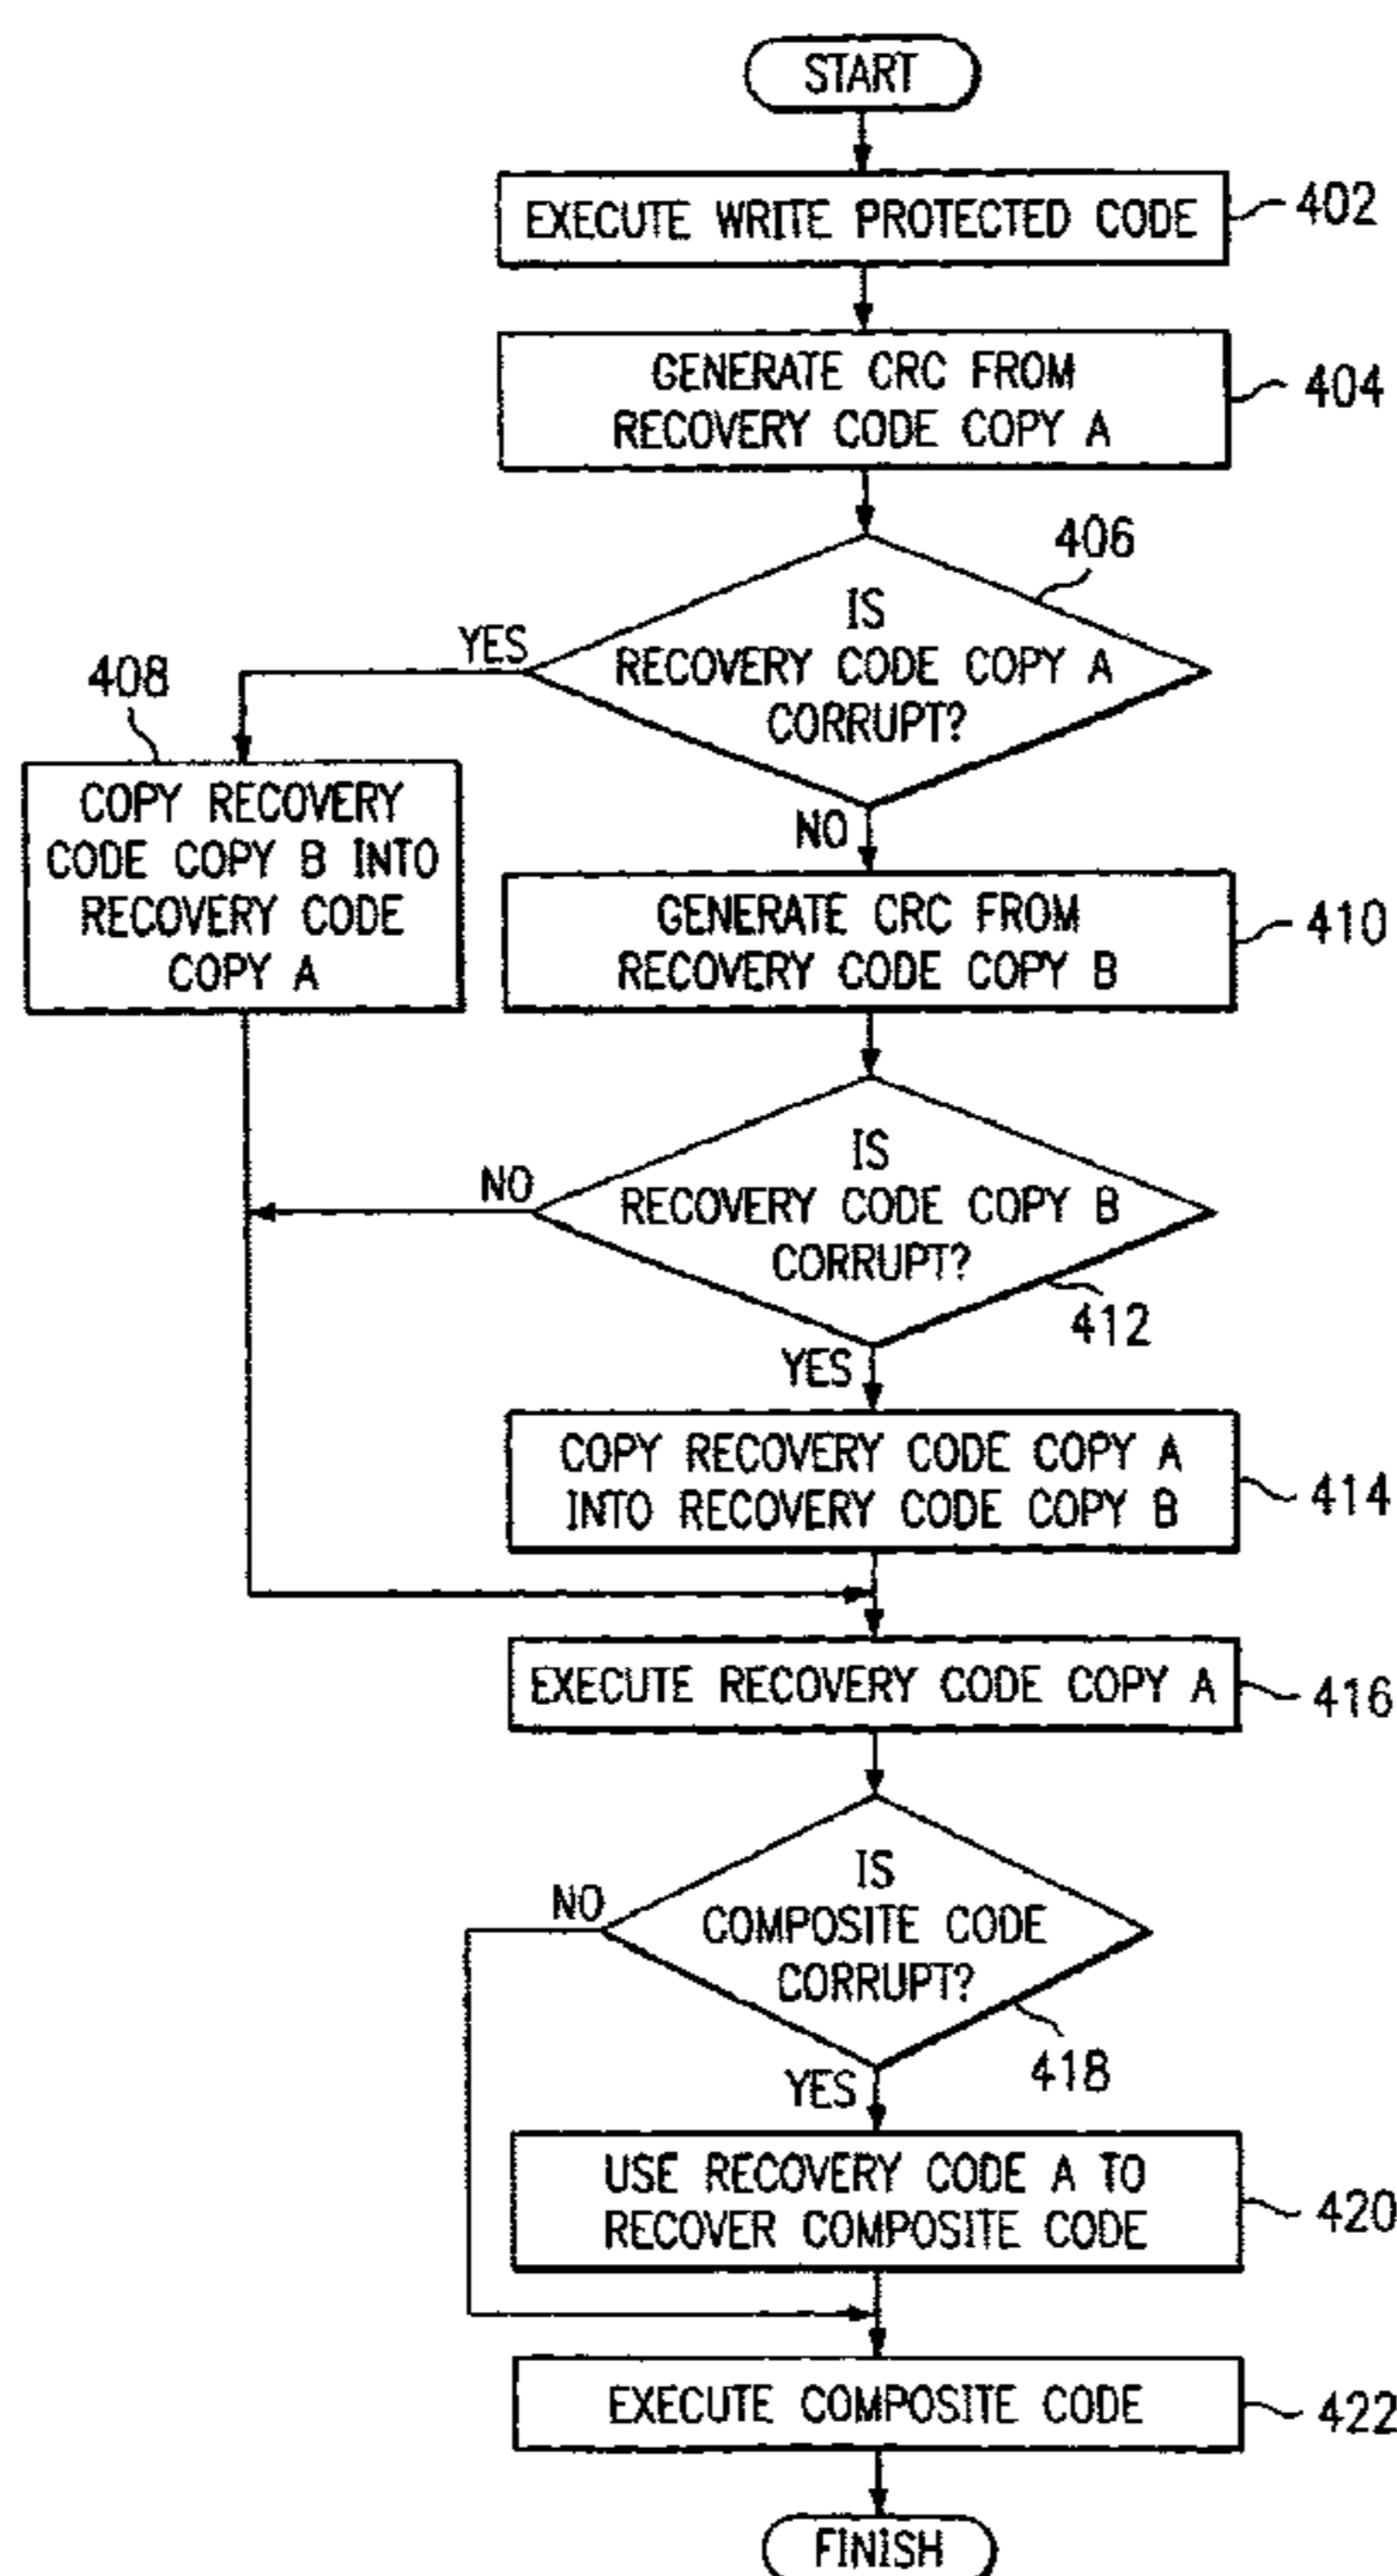 START
EXECUTE WRITE PROTECTED CODE
402
GENERATE CRC FROM
RECOVERY CODE COPY A
404
406
IS
RECOVERY CODE COPY A
CORRUPT?
YES
NO
408
COPY RECOVERY
CODE COPY B INTO
RECOVERY CODE
COPY A
GENERATE CRC FROM
RECOVERY CODE COPY B
410
IS
RECOVERY CODE COPY B
CORRUPT?
NO
412
YES
COPY RECOVERY CODE COPY A
INTO RECOVERY CODE COPY B
414
EXECUTE RECOVERY CODE COPY A
416
IS
COMPOSITE CODE
CORRUPT?
NO
418
YES
USE RECOVERY CODE A TO
RECOVER COMPOSITE CODE
420
EXECUTE COMPOSITE CODE
422
FINISH